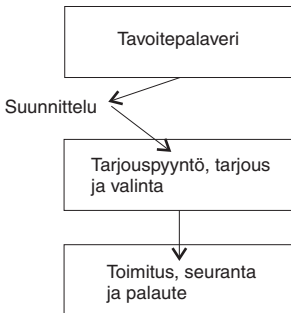 Tavoitepalaveri
Suunnittelu
Tarjouspyyntö, tarjous
ja valinta
Toimitus, seuranta
ja palaute